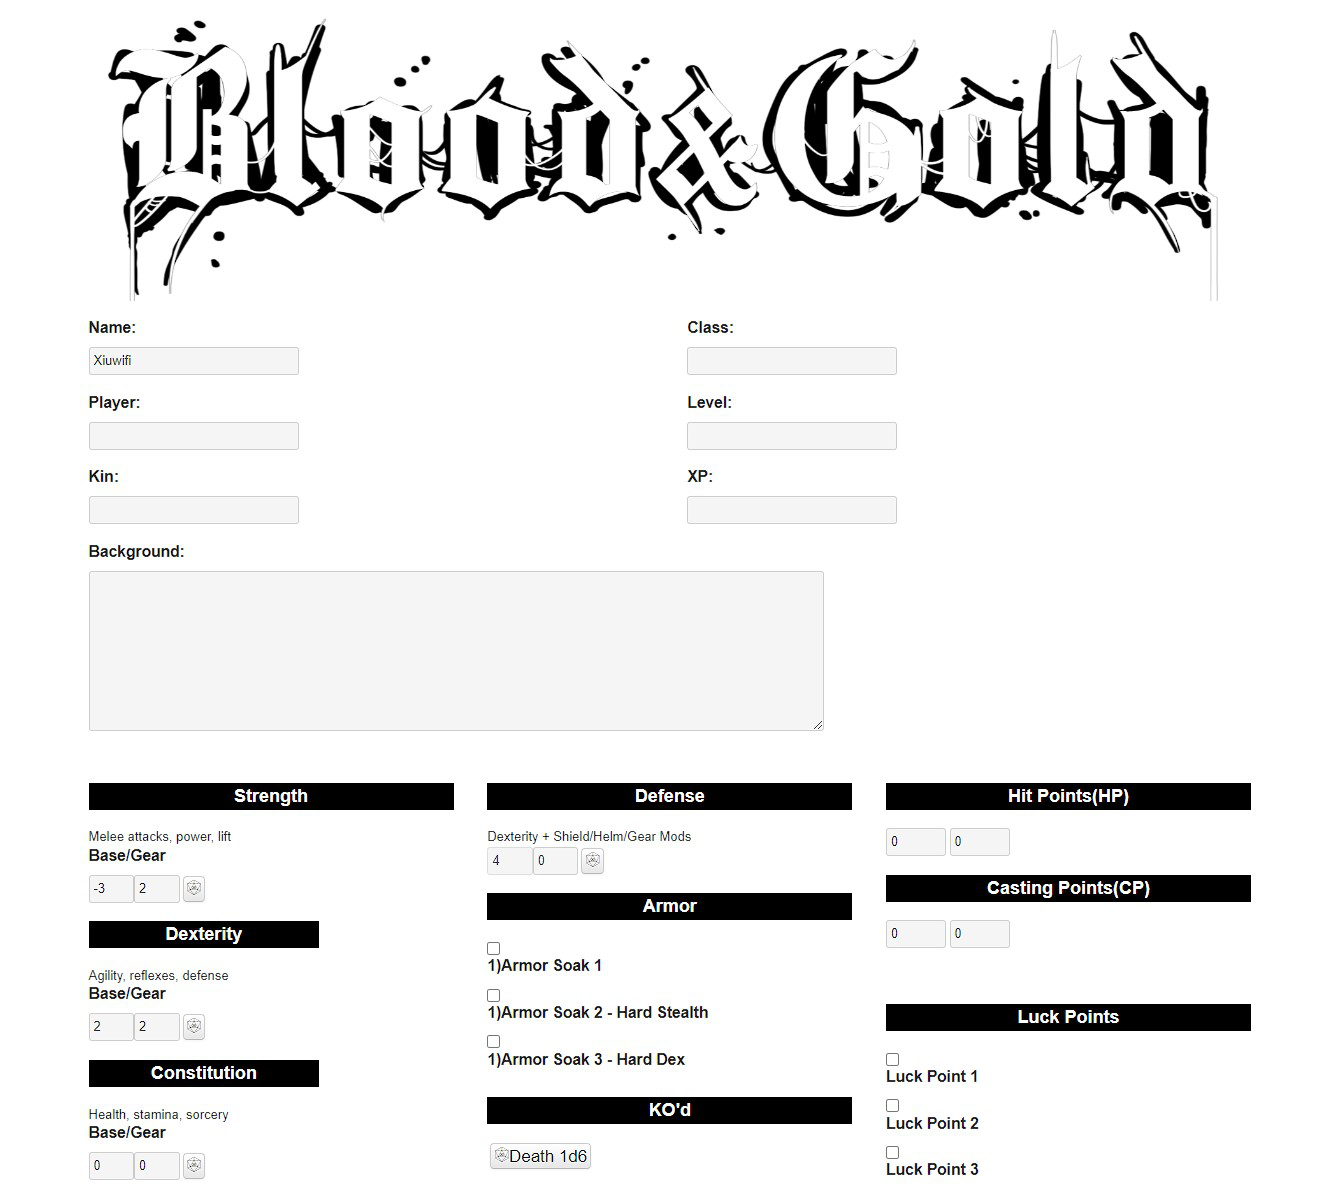 Blood & Gold
Name:
Xiuwifi
Class:
Player:
Level:
Kin:
XP:
Background:
Strength
Melee attacks, power, lift
Base/Gear
-3 2
Dexterity
Agility, reflexes, defense
Base/Gear
2 2
Constitution
Health, stamina, sorcery
Base/Gear
0 0
Defense
Dexterity + Shield/Helm/Gear Mods
4 0
Armor
1)Armor Soak 1
1)Armor Soak 2 - Hard Stealth
1)Armor Soak 3 - Hard Dex
KO'd
Death 1d6
Hit Points(HP)
0 0
Casting Points(CP)
0 0
Luck Points
Luck Point 1
Luck Point 2
Luck Point 3